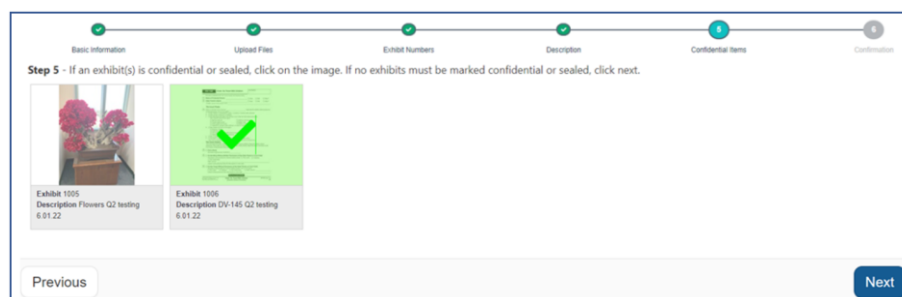 5
6
Basic Information
Upload Files
Exhibit Numbers
Description
Confidential Items
Confirmation
Step 5 - If an exhibit(s) is confidential or sealed, click on the image. If no exhibits must be marked confidential or sealed, click next.
Exhibit 1005
Description Flowers Q2 testing
6.01.22
Exhibit 1006
Description DV-145 Q2 testing
6.01.22
Previous
Next